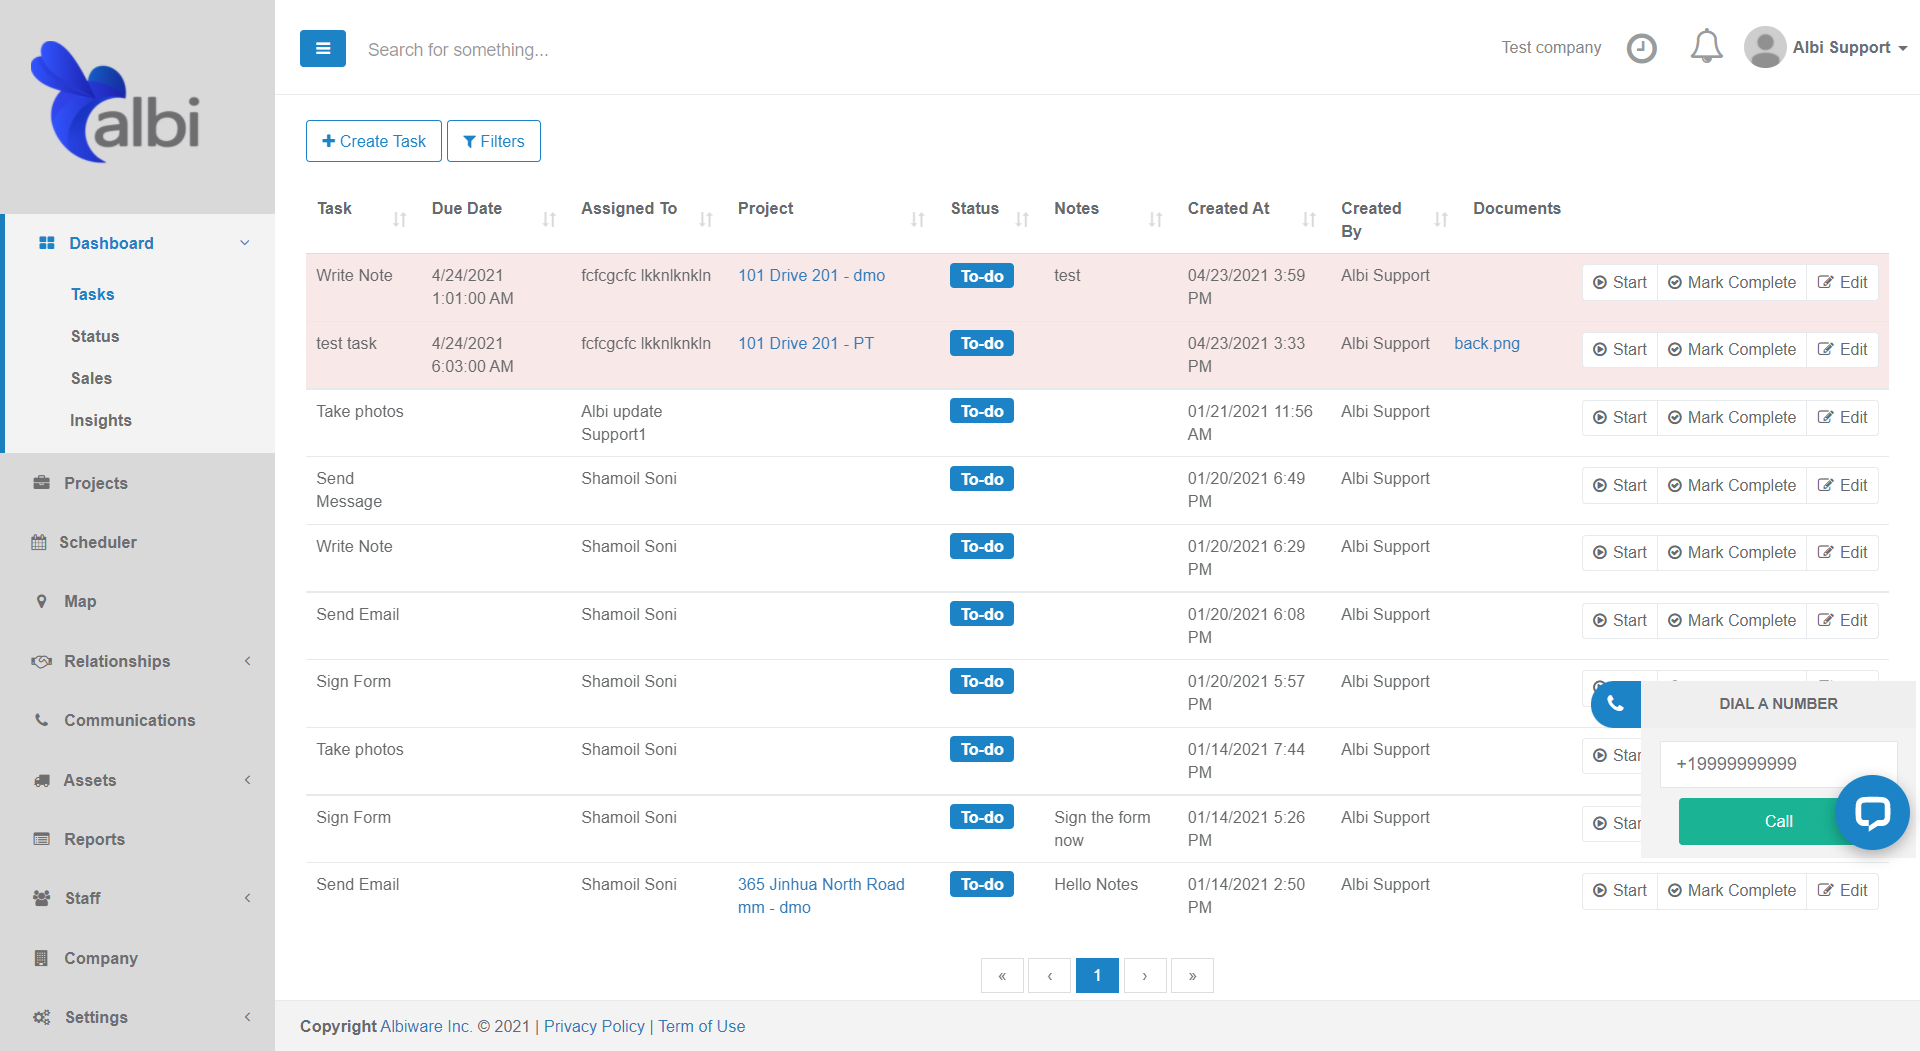 albi
Search for something...
Test company
Albi Support
Dashboard
Tasks
Status
Sales
Insights
Projects
Scheduler
Map
Relationships
Communications
Assets
Reports
Staff
Company
Settings
Create Task
Filters
Task Due Date Assigned To Project Status Notes Created At Created By Documents
Write Note 4/24/2021 1:01:00 AM fcfcgcfc lkknlknkln 101 Drive 201 - dmo To-do test 04/23/2021 3:59 PM Albi Support Start Mark Complete Edit
test task 4/24/2021 6:03:00 AM fcfcgcfc lkknlknkln 101 Drive 201 - PT To-do 04/23/2021 3:33 PM Albi Support back.png Start Mark Complete Edit
Take photos Albi update Support1 To-do 01/21/2021 11:56 AM Albi Support Start Mark Complete Edit
Send Message Shamoil Soni To-do 01/20/2021 6:49 PM Albi Support Start Mark Complete Edit
Write Note Shamoil Soni To-do 01/20/2021 6:29 PM Albi Support Start Mark Complete Edit
Send Email Shamoil Soni To-do 01/20/2021 6:08 PM Albi Support Start Mark Complete Edit
Sign Form Shamoil Soni To-do 01/20/2021 5:57 PM Albi Support
Take photos Shamoil Soni To-do 01/14/2021 7:44 PM Albi Support Star
Sign Form Shamoil Soni To-do Sign the form now 01/14/2021 5:26 PM Albi Support Star
Send Email Shamoil Soni 365 Jinhua North Road mm - dmo To-do Hello Notes 01/14/2021 2:50 PM Albi Support Start Mark Complete Edit
DIAL A NUMBER
+19999999999
Call
« ‹ 1 › »
Copyright Albiware Inc. © 2021 | Privacy Policy | Term of Use